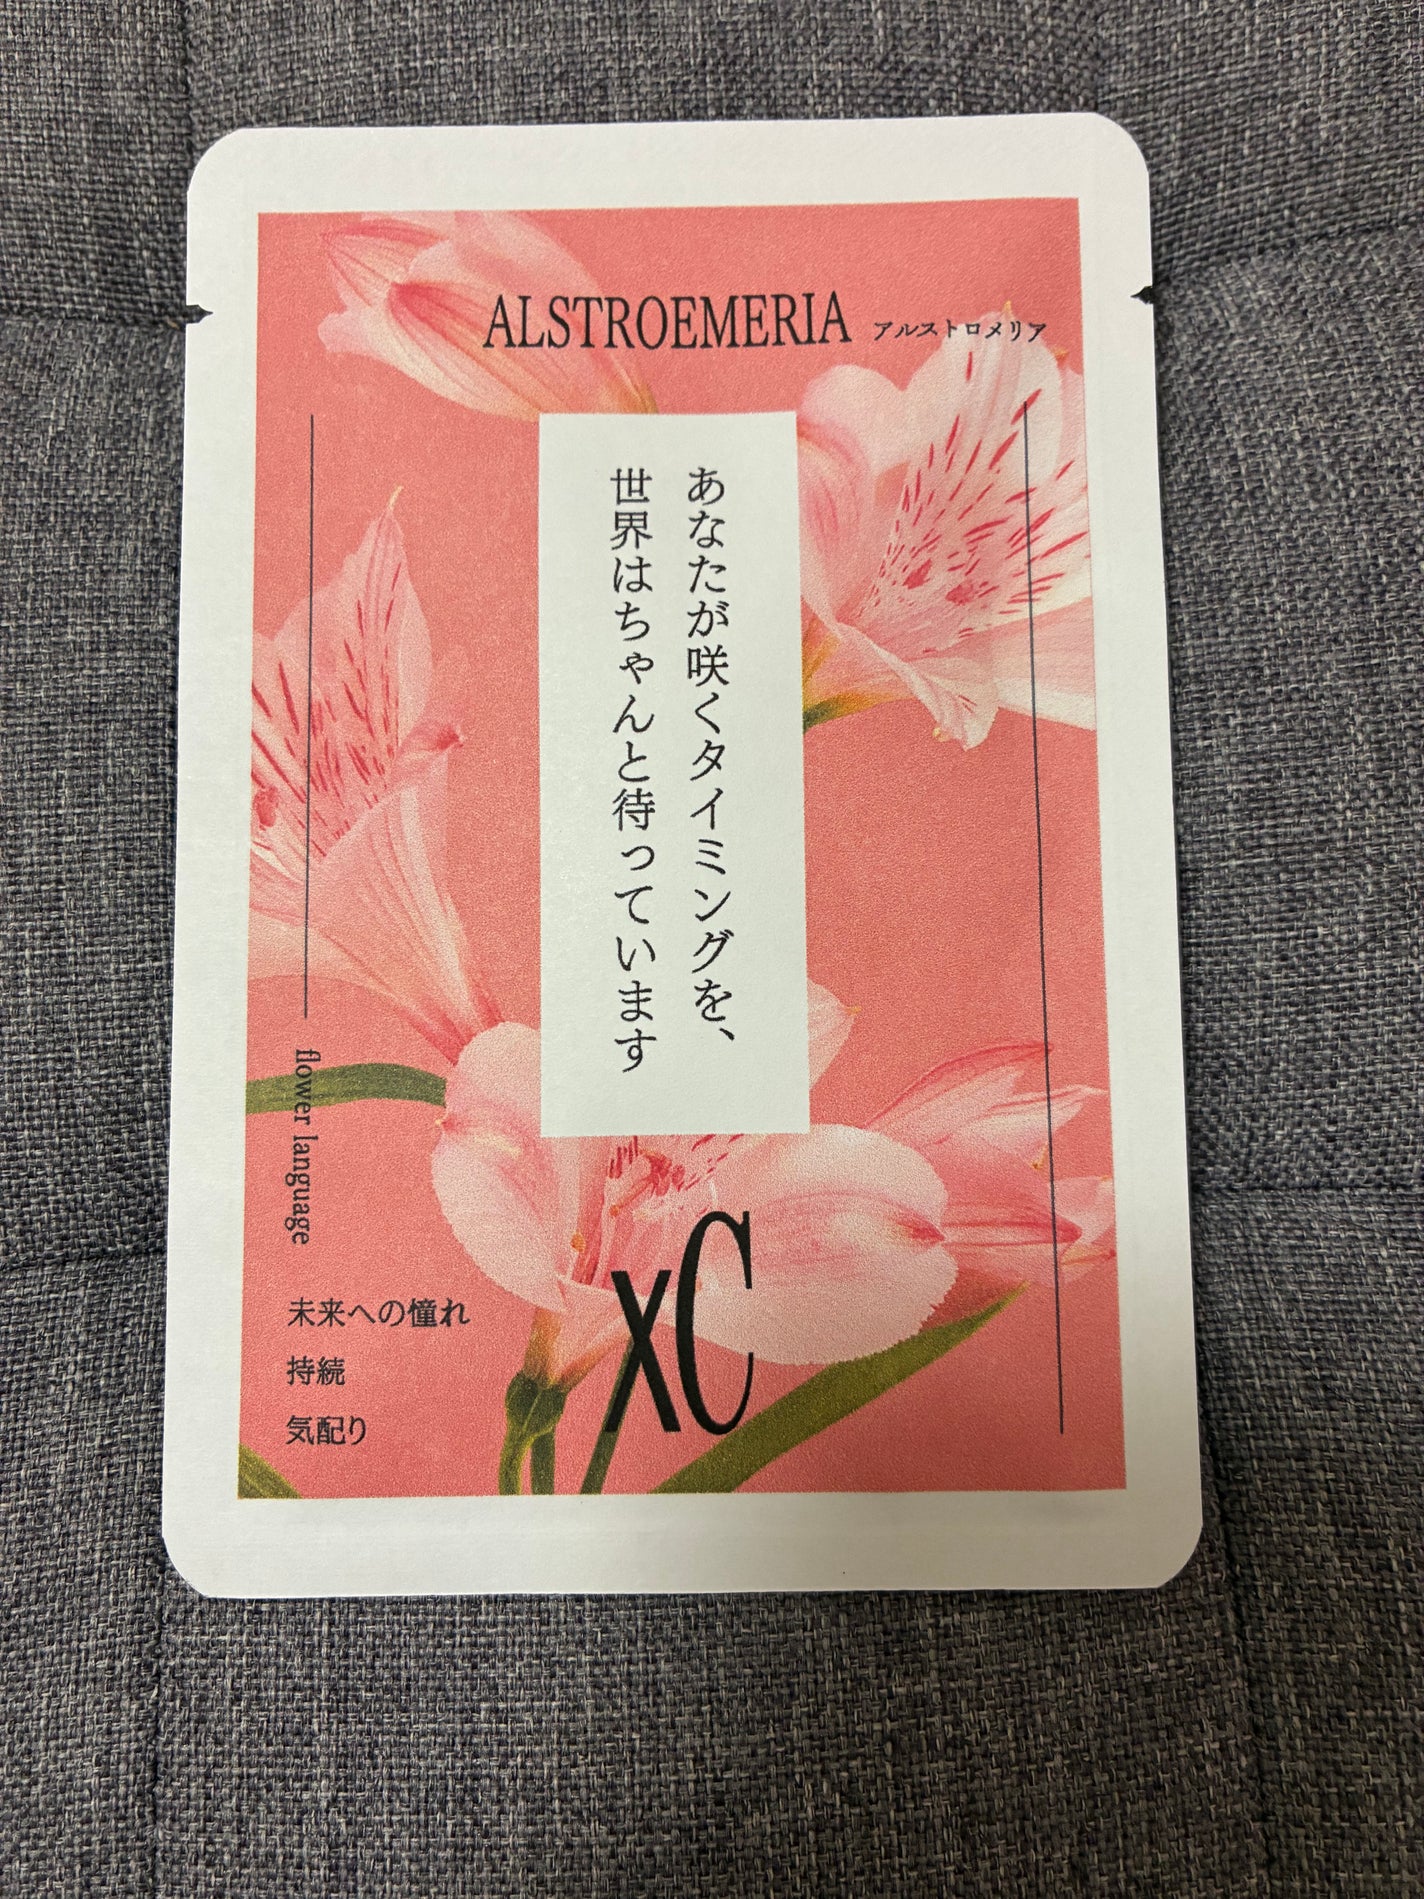 ALSTROEMERIA アルストロメリア
あなたが咲くタイミングを、
世界はちゃんと待っています
flower language
未来への憧れ
持続
気配り
xC